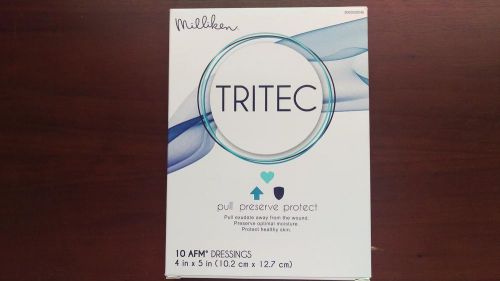 Milliken.
TRITEC
pull preserve protect
Pull exudate away from the wound.
Preserve optimal moisture.
Protect healthy skin.
10 AFM* DRESSINGS
4 in x 5 in (10.2 cm x 12.7 cm)